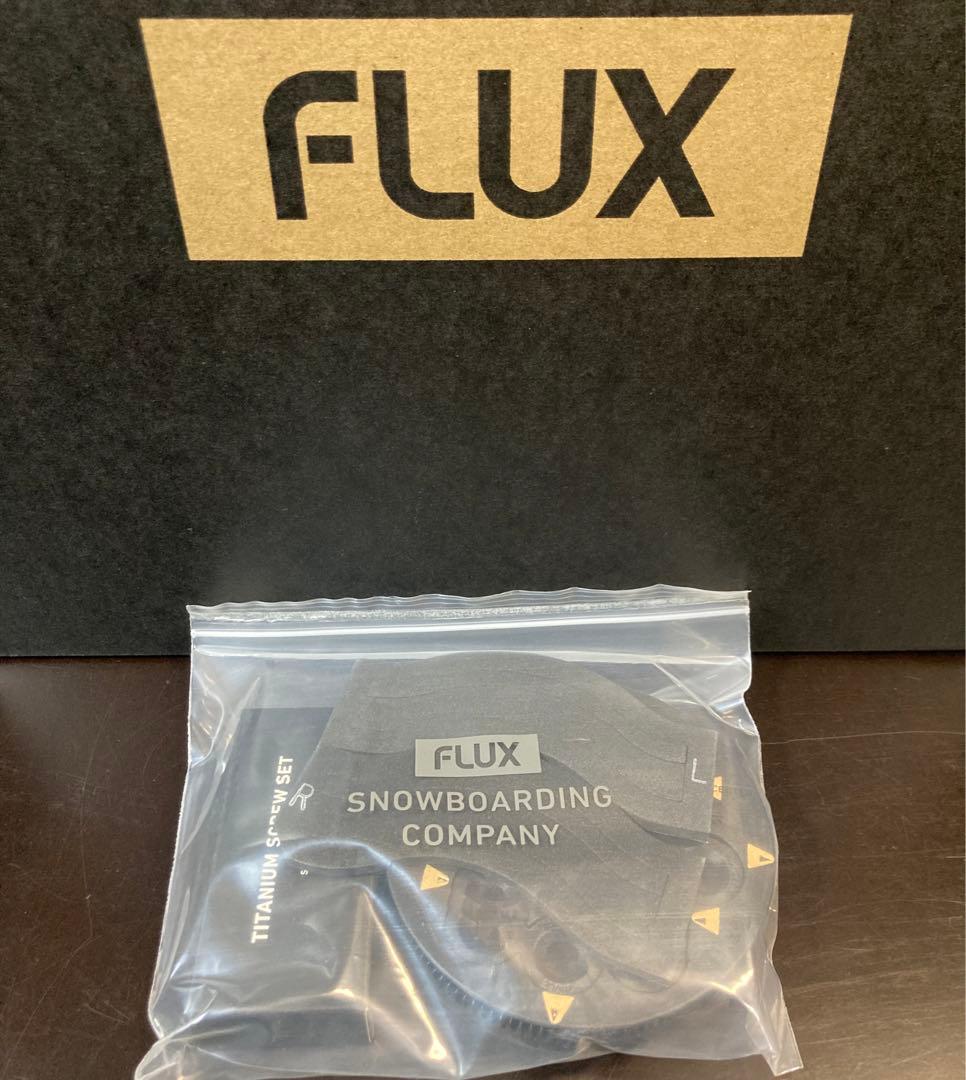 FLUX
FLUX
SNOWBOARDING
COMPANY
TITANIUM SCREW SET
R
S
L